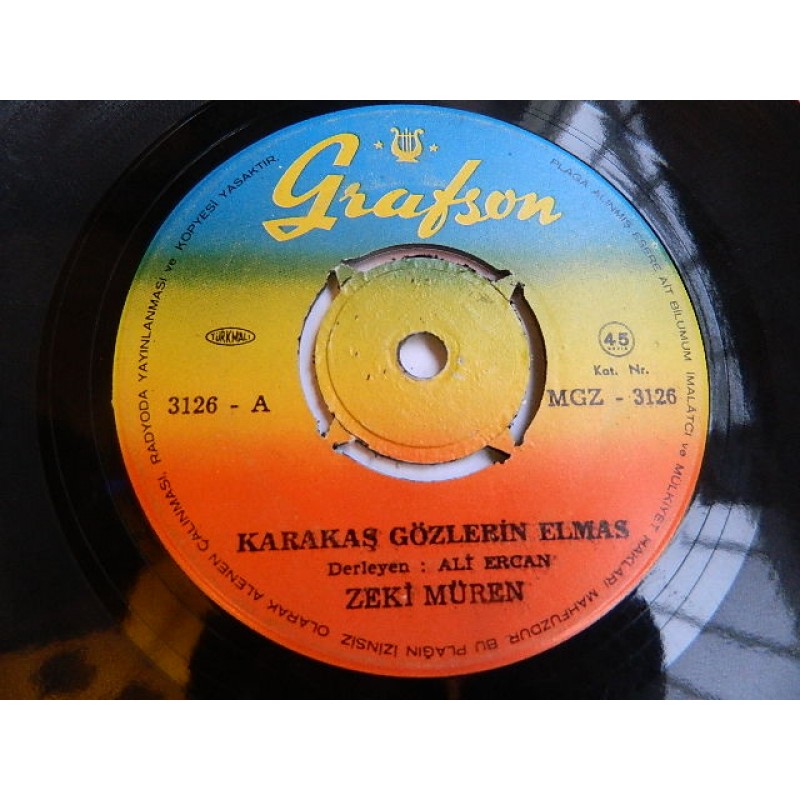 Grafson
TÜRKMALI
45
DEVİR
Kat. Nr.
3126 - A
MGZ - 3126
KARAKAŞ GÖZLERİN ELMAS
Derleyen : ALİ ERCAN
ZEKİ MÜREN
PLAĞA ALINMIŞ ESERE AİT BİLUMUM İMALÂTCI ve MÜLKİYET HAKLARI MAHFUZDUR. BU PLAĞIN İZİNSİZ OLARAK ALENEN ÇALINMASI, RADYODA YAYINLANMASI ve KOPYESİ YASAKTIR.